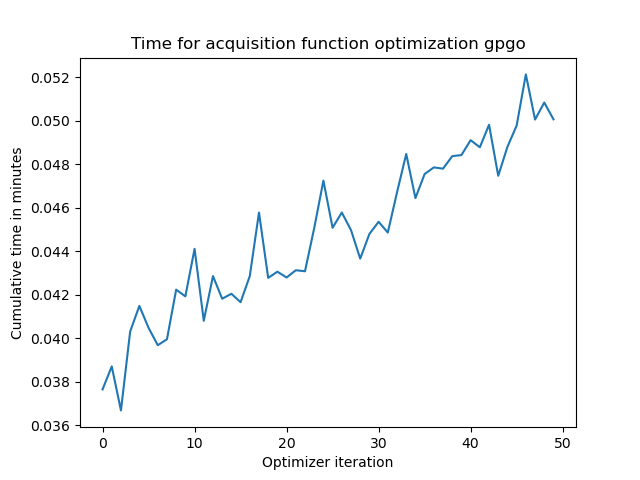 Time for acquisition function optimization gpgo
Cumulative time in minutes
0.052
0.050
0.048
0.046
0.044
0.042
0.040
0.038
0.036
0 10 20 30 40 50
Optimizer iteration